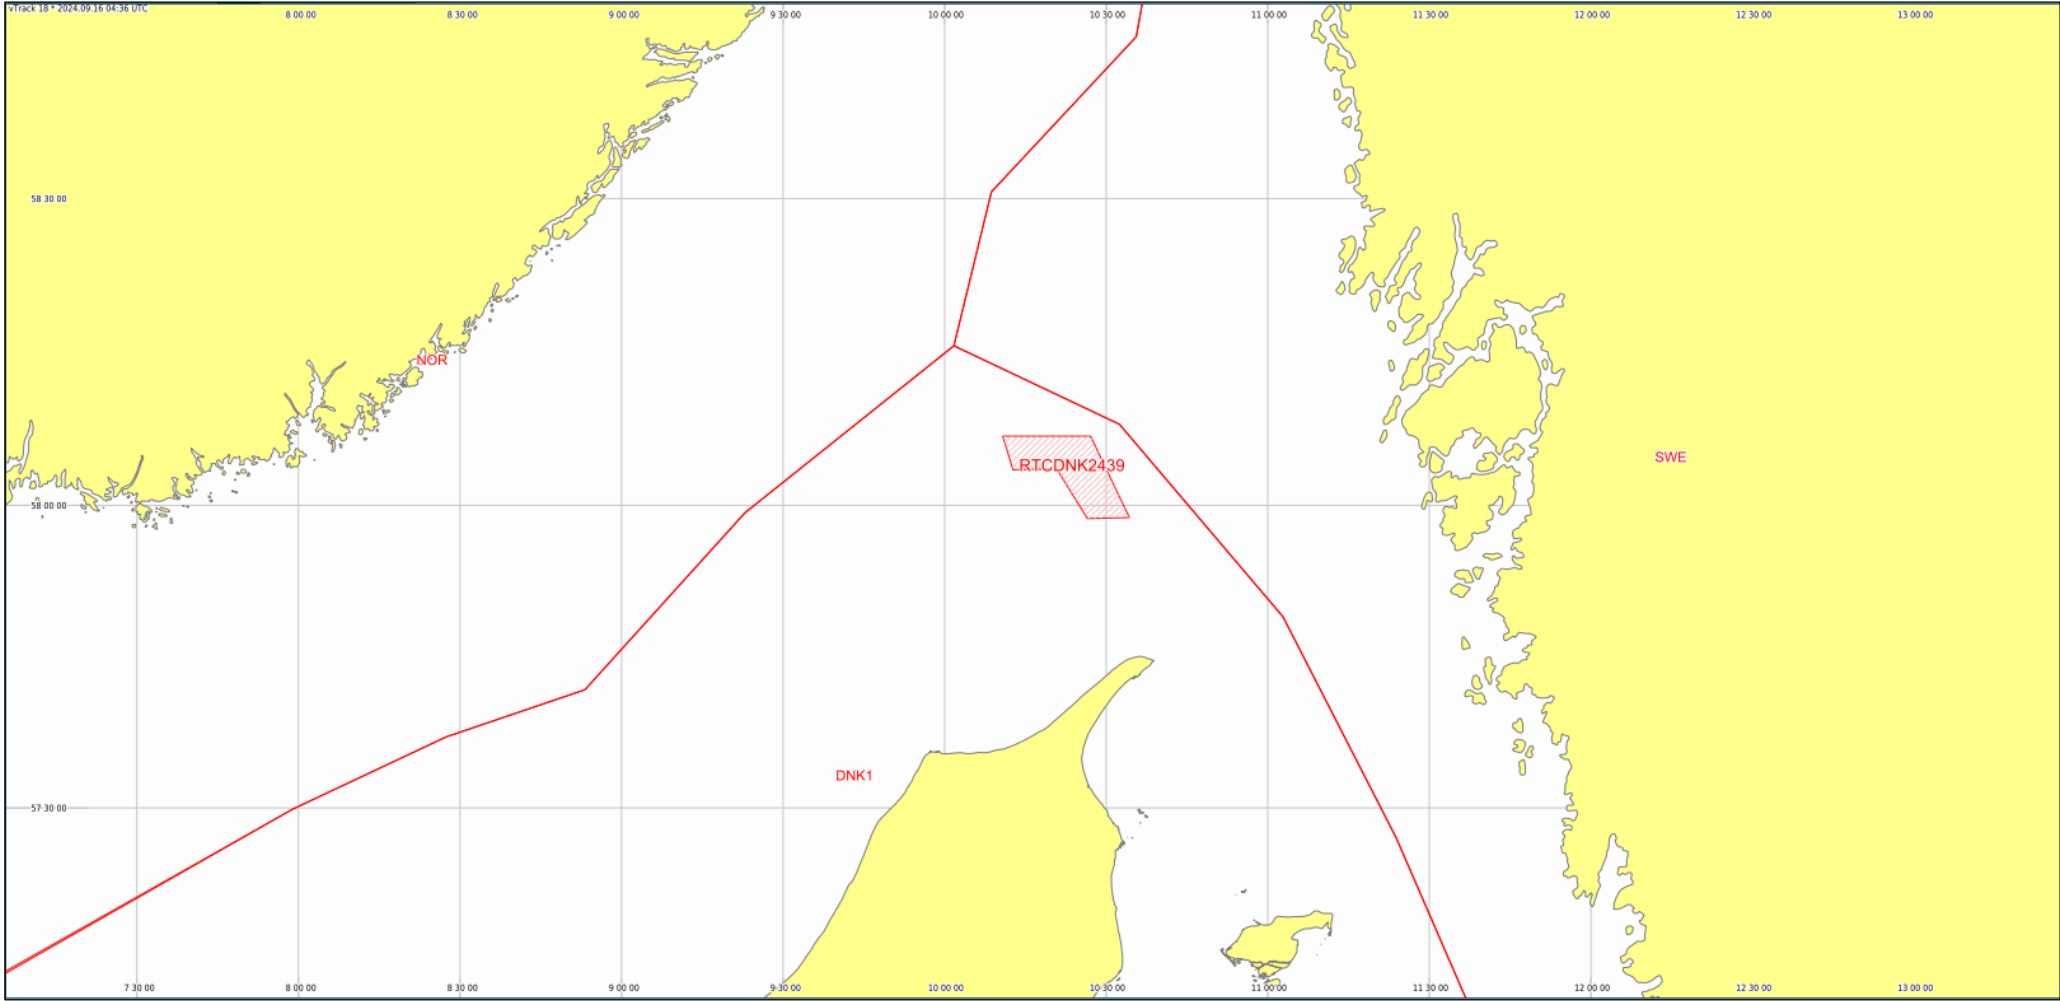 vTrack 18 * 2024.09.16 04:36 UTC
8 00 00 8 30 00 9 00 00 9 30 00 10 00 00 10 30 00 11 00 00 11 30 00 12 00 00 12 30 00 13 00 00
58 30 00
NOR
SWE
RTCDNK2439
58 00 00
DNK1
57 30 00
7 30 00 8 00 00 8 30 00 9 00 00 9 30 00 10 00 00 10 30 00 11 00 00 11 30 00 12 00 00 12 30 00 13 00 00